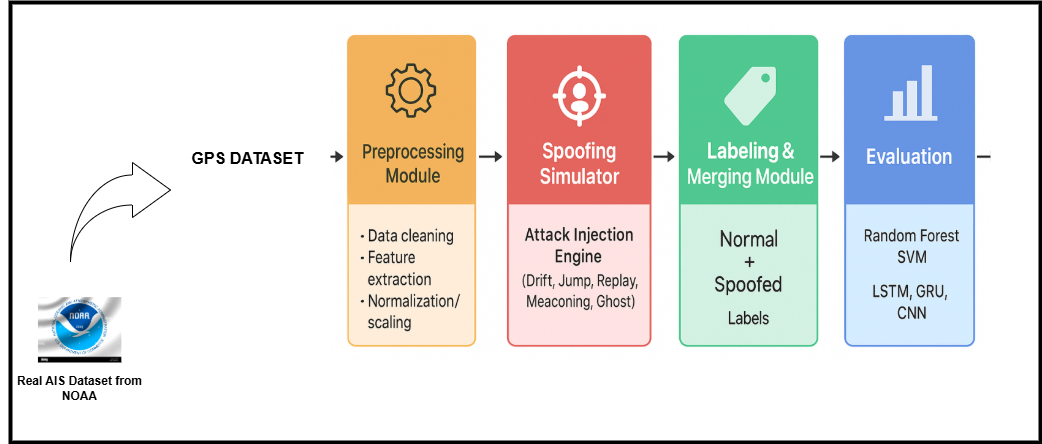 GPS DATASET
Preprocessing
Module
• Data cleaning
• Feature
extraction
• Normalization/
scaling
Spoofing
Simulator
Attack Injection
Engine
(Drift, Jump, Replay,
Meaconing, Ghost)
Labeling &
Merging Module
Normal
+
Spoofed
Labels
Evaluation
Random Forest
SVM
LSTM, GRU,
CNN
NOAA
Real AIS Dataset from
NOAA